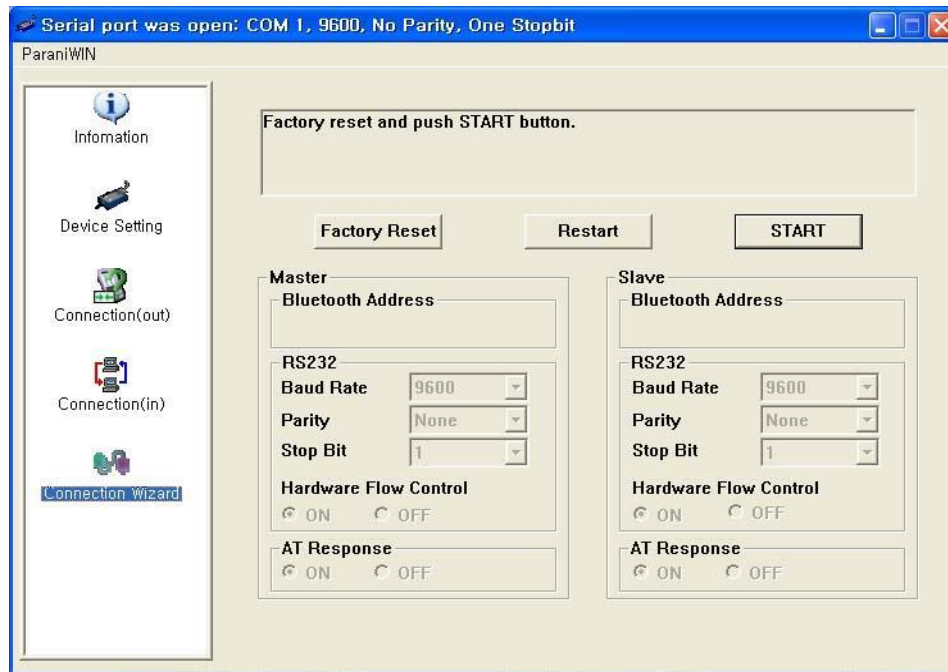 Serial port was open: COM 1, 9600, No Parity, One Stopbit
ParaniWIN
Infomation
Device Setting
Connection(out)
Connection(in)
Connection Wizard
Factory reset and push START button.
Factory Reset
Restart
START
Master
Bluetooth Address
RS232
Baud Rate
9600
Parity
None
Stop Bit
1
Hardware Flow Control
ON OFF
AT Response
ON OFF
Slave
Bluetooth Address
RS232
Baud Rate
9600
Parity
None
Stop Bit
1
Hardware Flow Control
ON OFF
AT Response
ON OFF